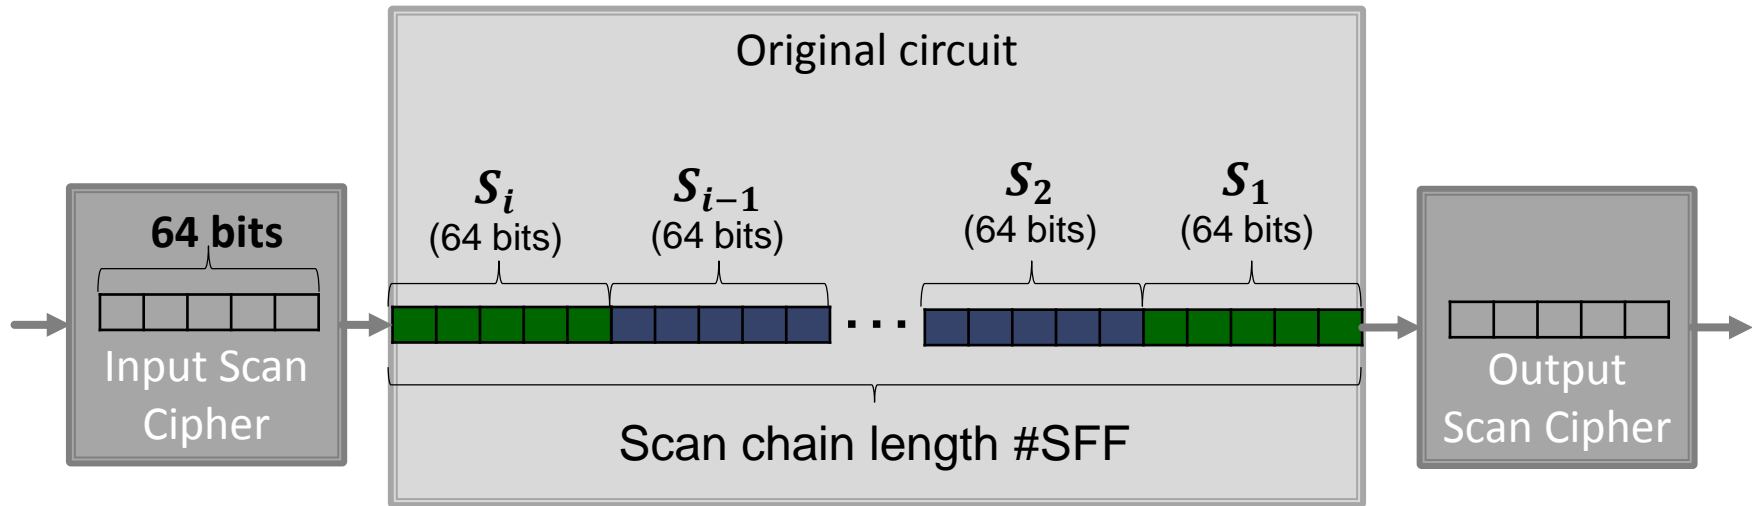 Original circuit
64 bits
Input Scan
Cipher
S_i
(64 bits)
S_{i−1}
(64 bits)
...
S_2
(64 bits)
S_1
(64 bits)
Scan chain length #SFF
Output
Scan Cipher